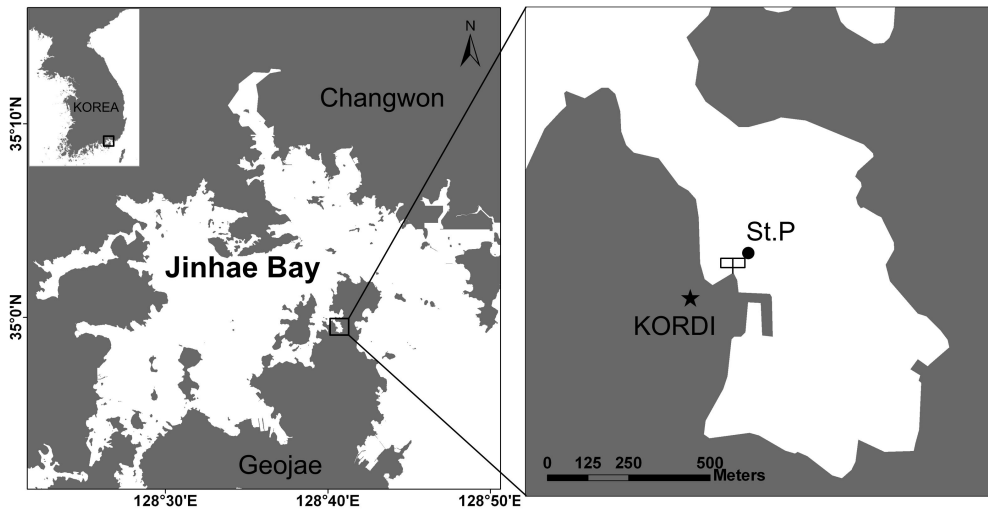 N
Changwon
KOREA
35°10'N
St.P
Jinhae Bay
KORDI
35°0'N
Geojae
0 125 250 500
Meters
128°30'E 128°40'E 128°50'E